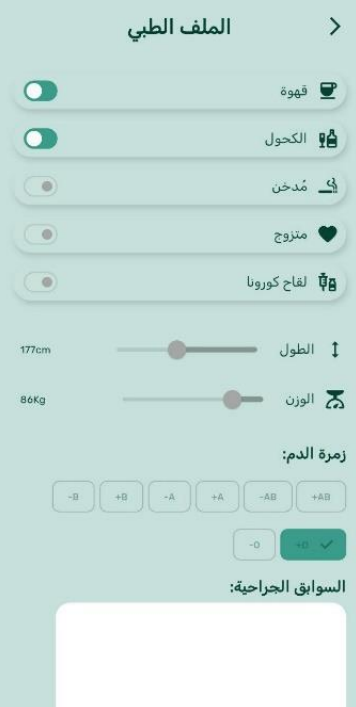 الملف الطبي
قهوة
الكحول
مُدخن
متزوج
لقاح كورونا
الطول 177cm
الوزن 86Kg
زمرة الدم:
+AB -AB +A -A +B -B
+O -O
السوابق الجراحية: